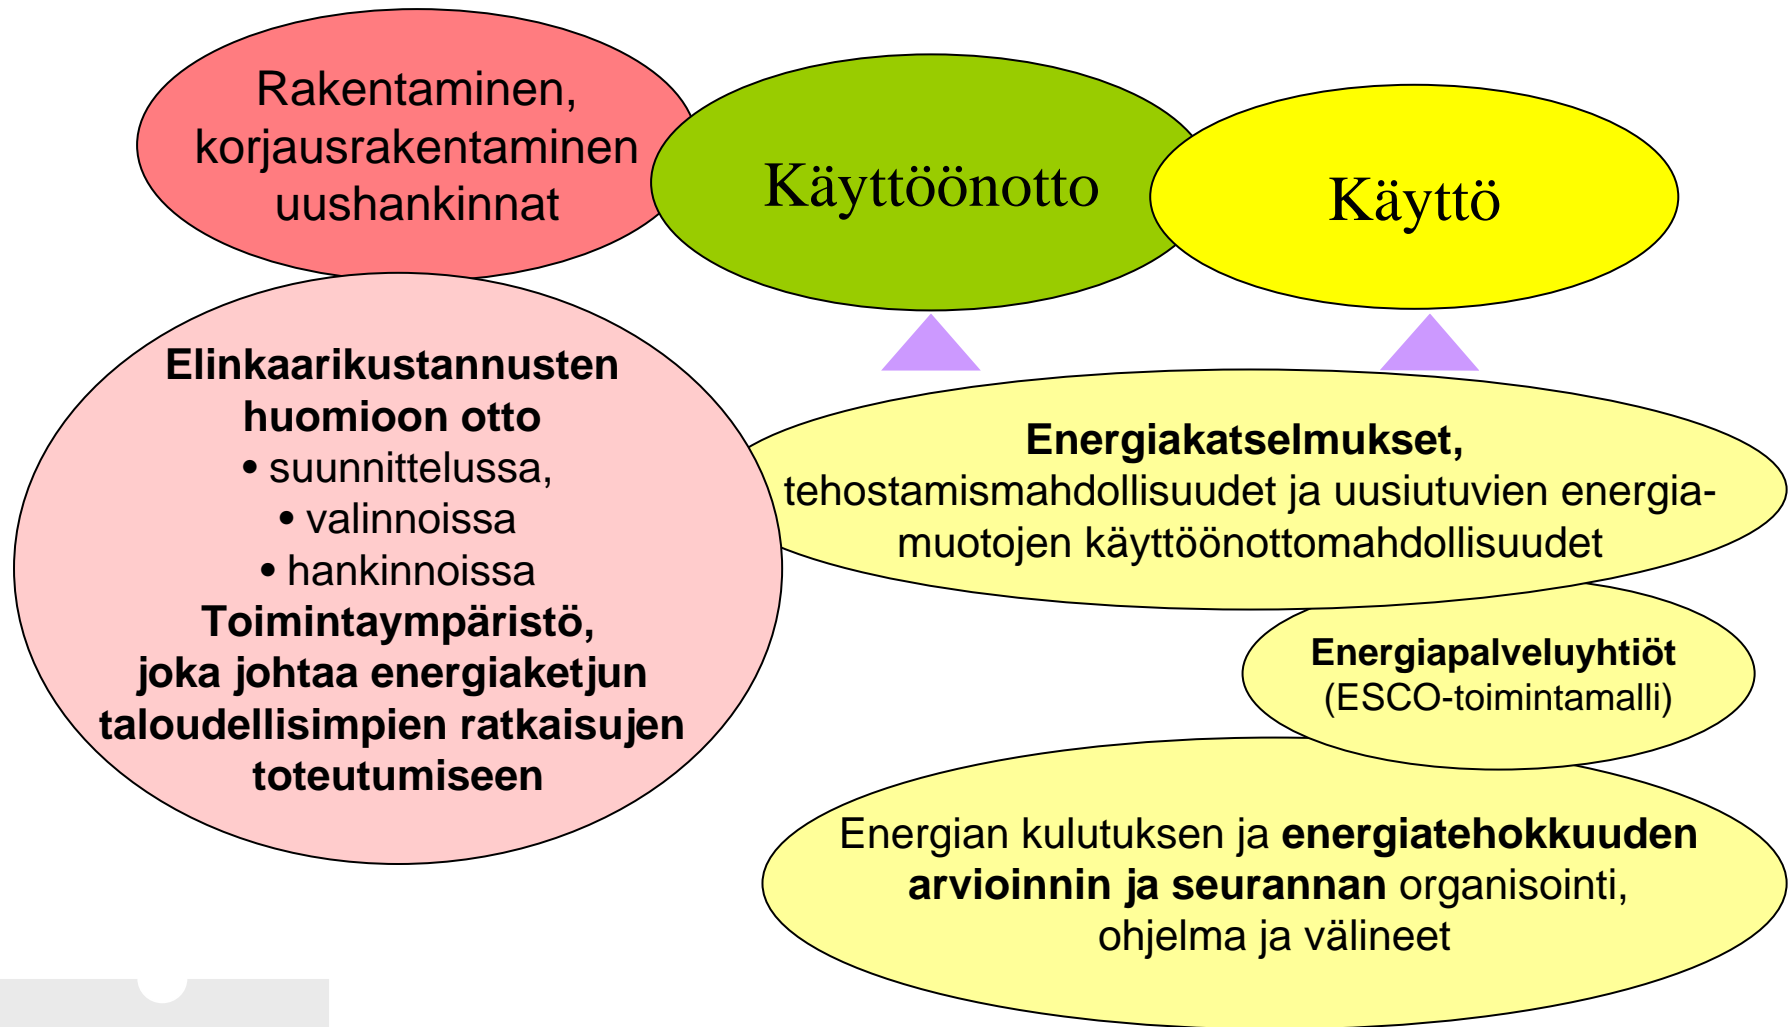 Rakentaminen,
korjausrakentaminen
uushankinnat
Käyttöönotto
Käyttö
Elinkaarikustannusten
huomioon otto
• suunnittelussa,
• valinnoissa
• hankinnoissa
Toimintaympäristö,
joka johtaa energiaketjun
taloudellisimpien ratkaisujen
toteutumiseen
Energiakatselmukset,
tehostamismahdollisuudet ja uusiutuvien energia-
muotojen käyttöönottomahdollisuudet
Energiapalveluyhtiöt
(ESCO-toimintamalli)
Energian kulutuksen ja energiatehokkuuden
arvioinnin ja seurannan organisointi,
ohjelma ja välineet